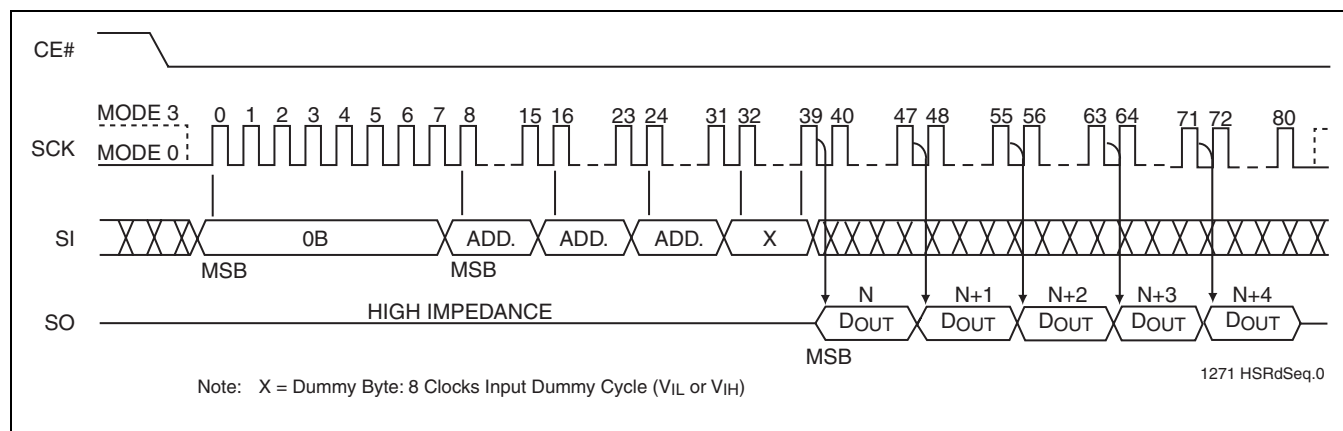 CE#
MODE 3
0 1 2 3 4 5 6 7 8 15 16 23 24 31 32 39 40 47 48 55 56 63 64 71 72 80
SCK
MODE 0
SI
0B ADD. ADD. ADD. X
MSB MSB
N N+1 N+2 N+3 N+4
HIGH IMPEDANCE
SO
DOUT DOUT DOUT DOUT DOUT
MSB
1271 HSRdSeq.0
Note: X = Dummy Byte: 8 Clocks Input Dummy Cycle (VIL or VIH)